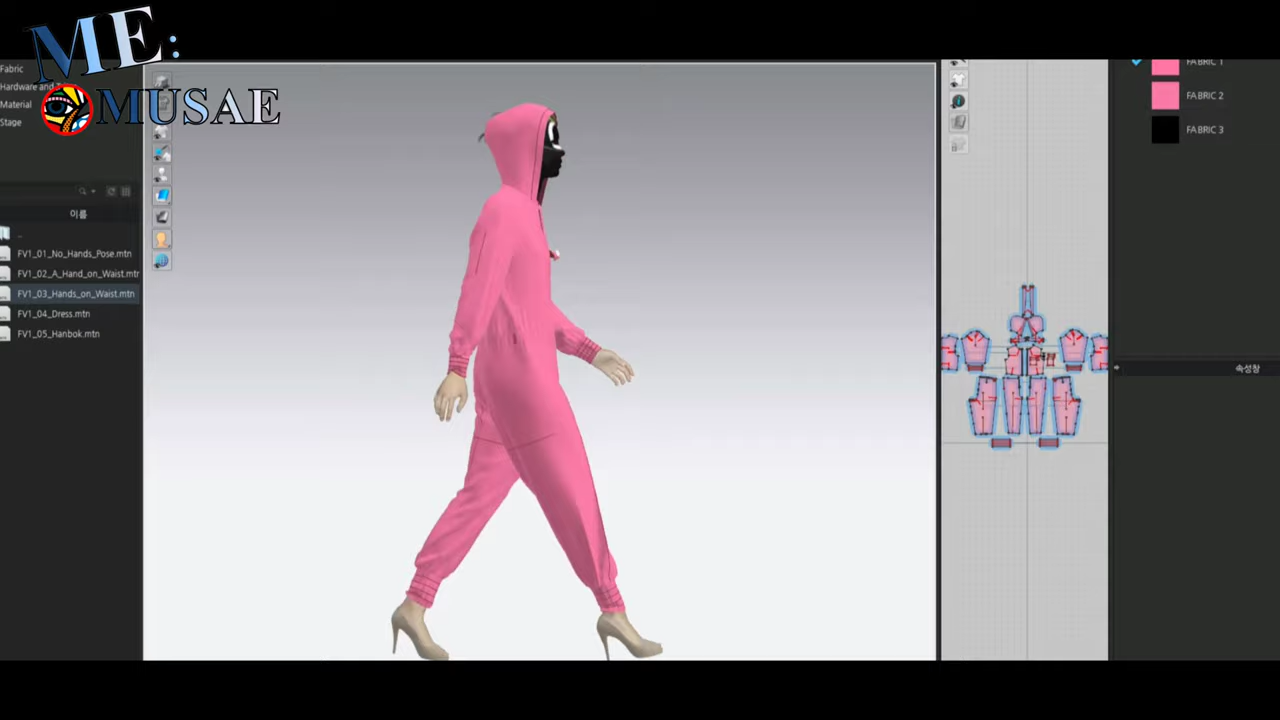 ME:
MUSAE
Fabric
Hardware and
Material
Stage
이름
..
FV1_01_No_Hands_Pose.mtn
FV1_02_A_Hand_on_Waist.mtn
FV1_03_Hands_on_Waist.mtn
FV1_04_Dress.mtn
FV1_05_Hanbok.mtn
FABRIC 1
FABRIC 2
FABRIC 3
속성창